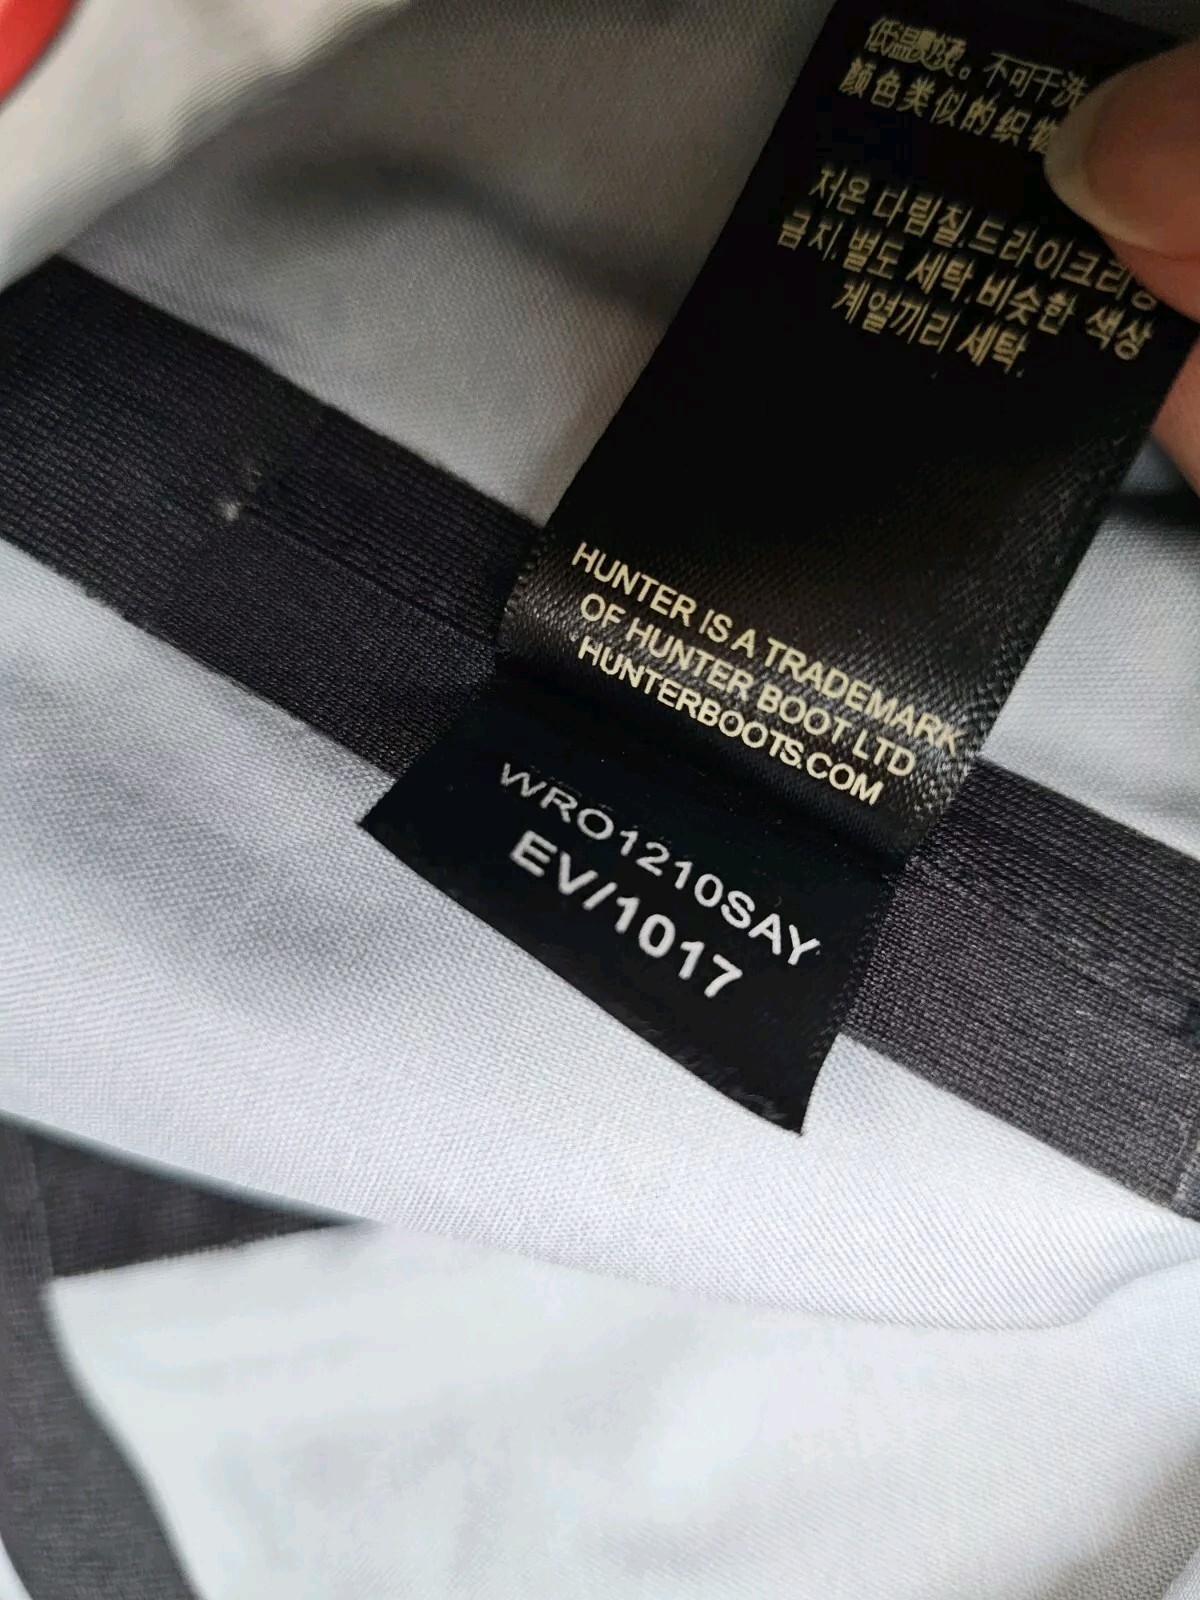 低温熨烫。不可干洗
颜色类似的织物
저온 다림질.드라이크리닝
금지.별도 세탁.비슷한 색상
계열끼리 세탁.
HUNTER IS A TRADEMARK
OF HUNTER BOOT LTD
HUNTERBOOTS.COM
WRO1210SAY
EV/1017